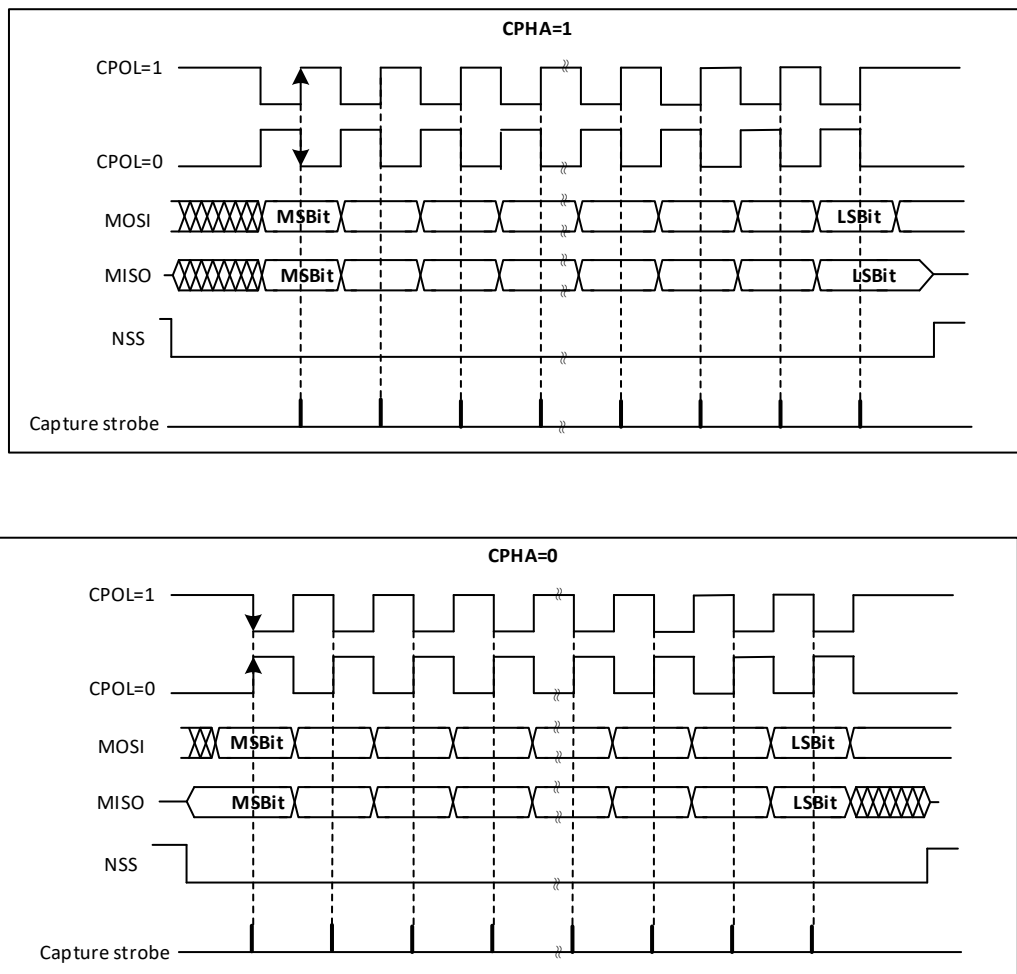 CPHA=1
CPOL=1
CPOL=0
MOSI MSBit LSBit
MISO MSBit LSBit
NSS
Capture strobe
CPHA=0
CPOL=1
CPOL=0
MOSI MSBit LSBit
MISO MSBit LSBit
NSS
Capture strobe